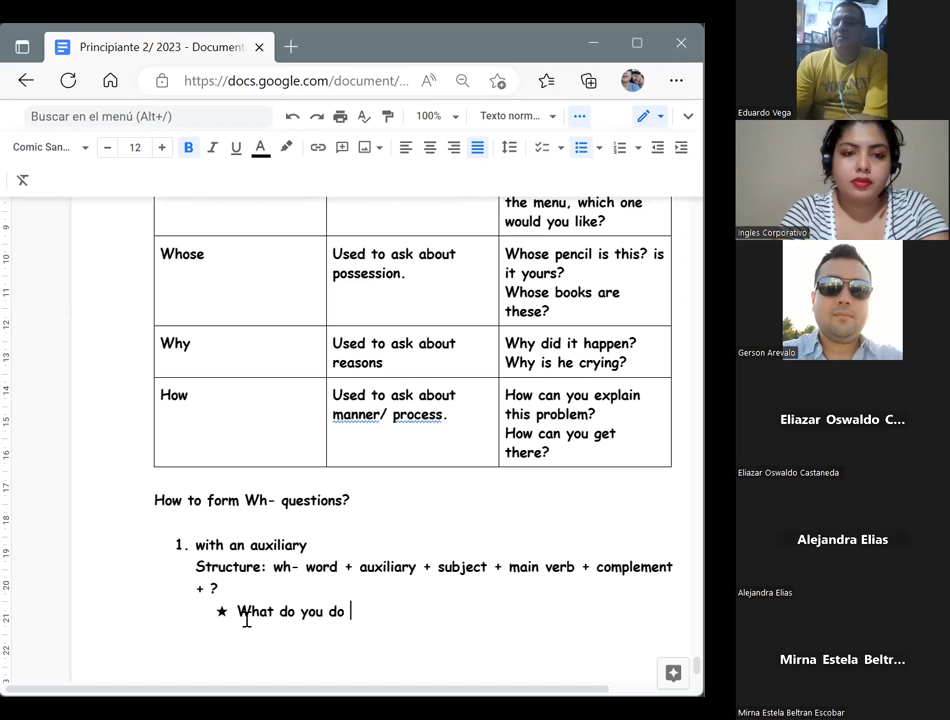 Principiante 2/ 2023 - Document
https://docs.google.com/document/...
Buscar en el menú (Alt+/)
100%
Texto norm...
Comic San...
12
the menu, which one
would you like?
Whose
Used to ask about
possession.
Whose pencil is this? is
it yours?
Whose books are
these?
Why
Used to ask about
reasons
Why did it happen?
Why is he crying?
How
Used to ask about
manner/ process.
How can you explain
this problem?
How can you get
there?
How to form Wh- questions?
1. with an auxiliary
Structure: wh- word + auxiliary + subject + main verb + complement
+ ?
★ What do you do
Eduardo Vega
Ingles Corporativo
Gerson Arevalo
Eliazar Oswaldo C...
Eliazar Oswaldo Castaneda
Alejandra Elias
Alejandra Elias
Mirna Estela Beltr...
Mirna Estela Beltran Escobar